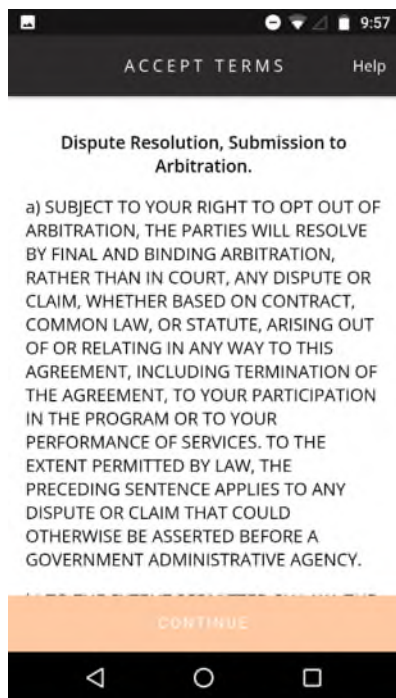 9:57
ACCEPT TERMS
Help
Dispute Resolution, Submission to
Arbitration.
a) SUBJECT TO YOUR RIGHT TO OPT OUT OF
ARBITRATION, THE PARTIES WILL RESOLVE
BY FINAL AND BINDING ARBITRATION,
RATHER THAN IN COURT, ANY DISPUTE OR
CLAIM, WHETHER BASED ON CONTRACT,
COMMON LAW, OR STATUTE, ARISING OUT
OF OR RELATING IN ANY WAY TO THIS
AGREEMENT, INCLUDING TERMINATION OF
THE AGREEMENT, TO YOUR PARTICIPATION
IN THE PROGRAM OR TO YOUR
PERFORMANCE OF SERVICES. TO THE
EXTENT PERMITTED BY LAW, THE
PRECEDING SENTENCE APPLIES TO ANY
DISPUTE OR CLAIM THAT COULD
OTHERWISE BE ASSERTED BEFORE A
GOVERNMENT ADMINISTRATIVE AGENCY.
CONTINUE